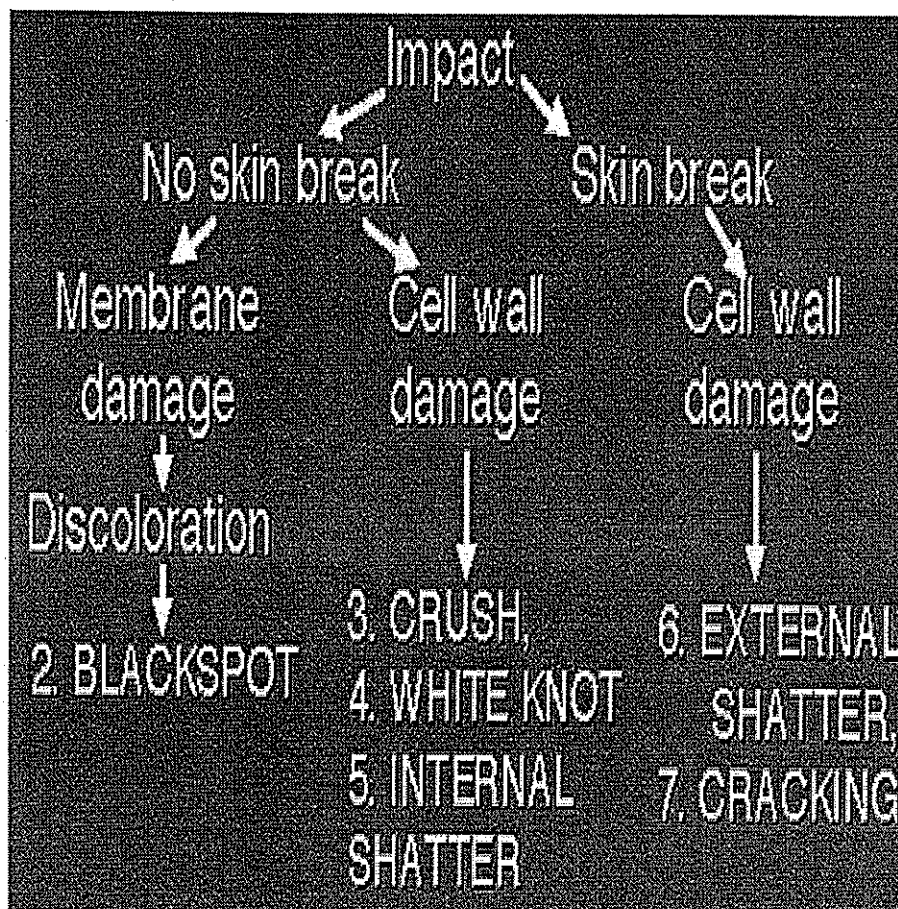 Impact
No skin break
Skin break
Membrane
damage
Cell wall
damage
Cell wall
damage
Discoloration
2. BLACKSPOT
3. CRUSH,
4. WHITE KNOT
5. INTERNAL
SHATTER
6. EXTERNAL
SHATTER,
7. CRACKING